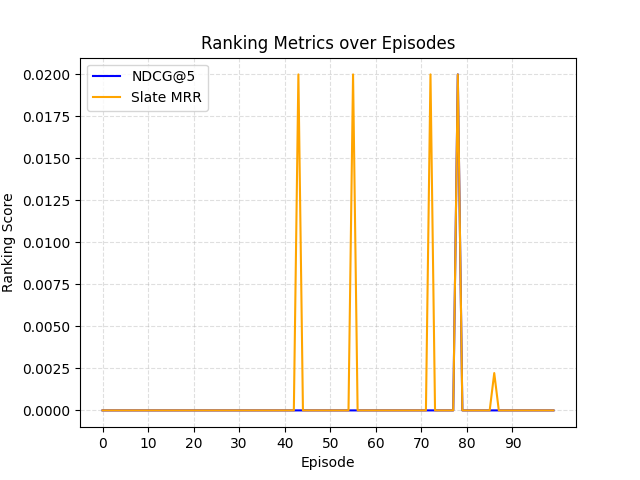 Ranking Metrics over Episodes
NDCG@5
Slate MRR
Ranking Score
0.0200
0.0175
0.0150
0.0125
0.0100
0.0075
0.0050
0.0025
0.0000
0 10 20 30 40 50 60 70 80 90
Episode